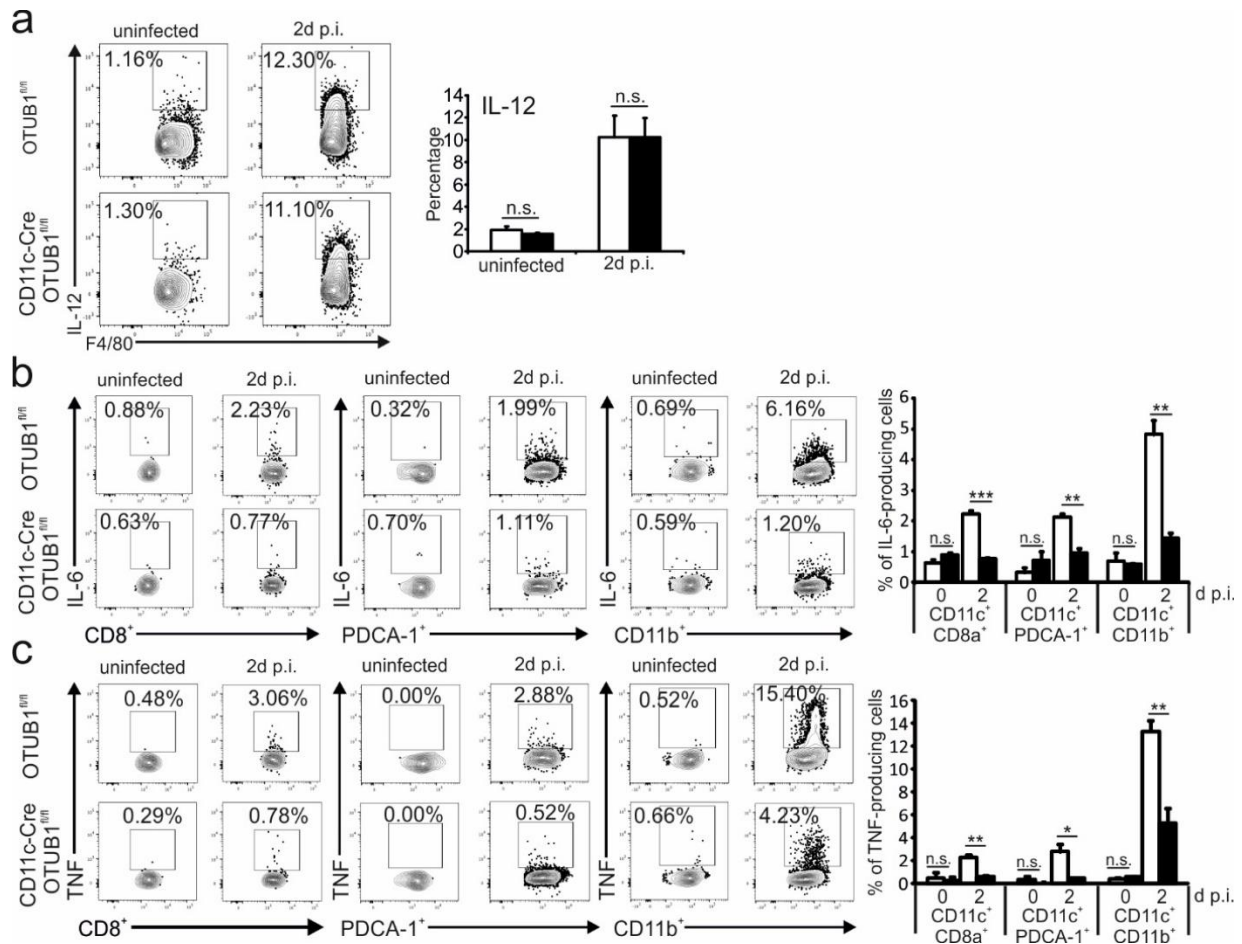 a
uninfected 2d p.i.
OTUB1fl/fl
1.16% 12.30%
CD11c-Cre
OTUB1fl/fl
1.30% 11.10%
IL-12
F4/80
IL-12
n.s.
n.s.
Percentage
14
12
10
8
6
4
2
0
uninfected 2d p.i.
b
uninfected 2d p.i. uninfected 2d p.i. uninfected 2d p.i.
OTUB1fl/fl
0.88% 2.23% 0.32% 1.99% 0.69% 6.16%
CD11c-Cre
OTUB1fl/fl
0.63% 0.77% 0.70% 1.11% 0.59% 1.20%
IL-6 IL-6 IL-6
CD8+ PDCA-1+ CD11b+
% of IL-6-producing cells
6
5
4
3
2
1
0
n.s. *** n.s. ** n.s. **
0 2 0 2 0 2 d p.i.
CD11c+ CD11c+ CD11c+
CD8a+ PDCA-1+ CD11b+
c
uninfected 2d p.i. uninfected 2d p.i. uninfected 2d p.i.
OTUB1fl/fl
0.48% 3.06% 0.00% 2.88% 0.52% 15.40%
CD11c-Cre
OTUB1fl/fl
0.29% 0.78% 0.00% 0.52% 0.66% 4.23%
TNF TNF TNF
CD8+ PDCA-1+ CD11b+
% of TNF-producing cells
16
14
12
10
8
6
4
2
0
n.s. ** n.s. * n.s. **
0 2 0 2 0 2 d p.i.
CD11c+ CD11c+ CD11c+
CD8a+ PDCA-1+ CD11b+